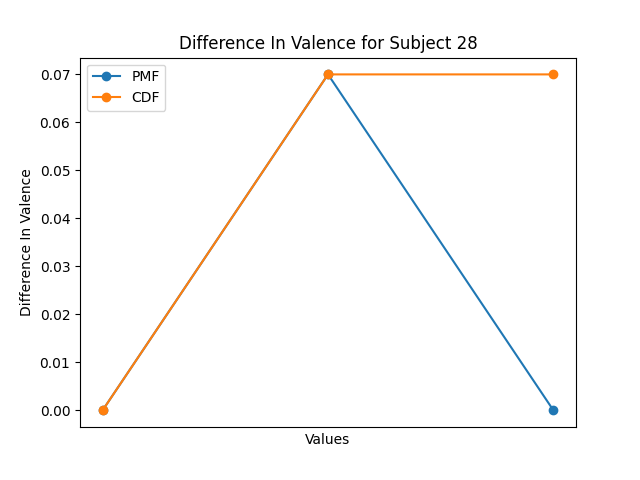 Difference In Valence for Subject 28
PMF
CDF
0.07
0.06
0.05
0.04
0.03
0.02
0.01
0.00
Difference In Valence
Values